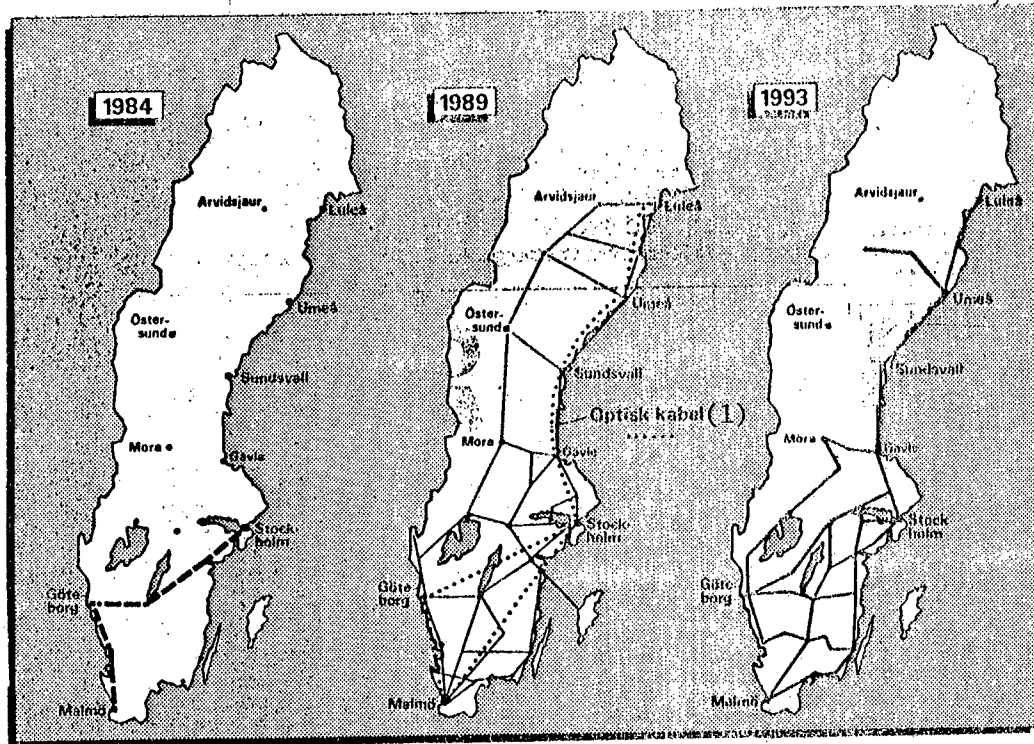 1984
Arvidsjaur
Luleå
Umeå
Öster-
sund
Sundsvall
Mora
Gävle
Stock-
holm
Göte-
borg
Malmö
1989
Arvidsjaur
Luleå
Umeå
Öster-
sund
Sundsvall
Optisk kabel (1)
Mora
Gävle
Stock-
holm
Göte-
borg
Malmö
1993
Arvidsjaur
Luleå
Umeå
Öster-
sund
Sundsvall
Mora
Gävle
Stock-
holm
Göte-
borg
Malmö